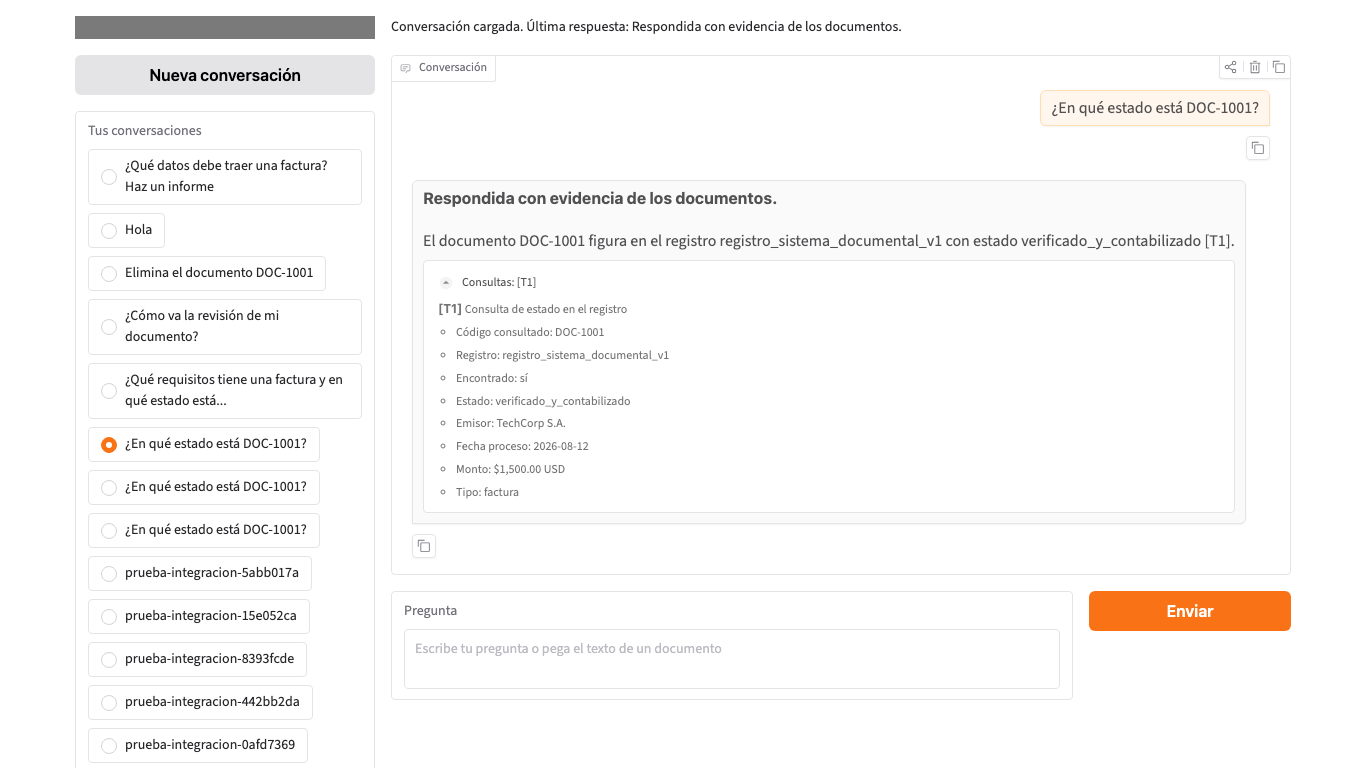 Conversación cargada. Última respuesta: Respondida con evidencia de los documentos.
Nueva conversación
Tus conversaciones
¿Qué datos debe traer una factura?
Haz un informe
Hola
Elimina el documento DOC-1001
¿Cómo va la revisión de mi
documento?
¿Qué requisitos tiene una factura y en
qué estado está...
¿En qué estado está DOC-1001?
¿En qué estado está DOC-1001?
¿En qué estado está DOC-1001?
prueba-integracion-5abb017a
prueba-integracion-15e052ca
prueba-integracion-8393fcde
prueba-integracion-442bb2da
prueba-integracion-0afd7369
Conversación
¿En qué estado está DOC-1001?
Respondida con evidencia de los documentos.
El documento DOC-1001 figura en el registro registro_sistema_documental_v1 con estado verificado_y_contabilizado [T1].
Consultas: [T1]
[T1] Consulta de estado en el registro
Código consultado: DOC-1001
Registro: registro_sistema_documental_v1
Encontrado: sí
Estado: verificado_y_contabilizado
Emisor: TechCorp S.A.
Fecha proceso: 2026-08-12
Monto: $1,500.00 USD
Tipo: factura
Pregunta
Escribe tu pregunta o pega el texto de un documento
Enviar